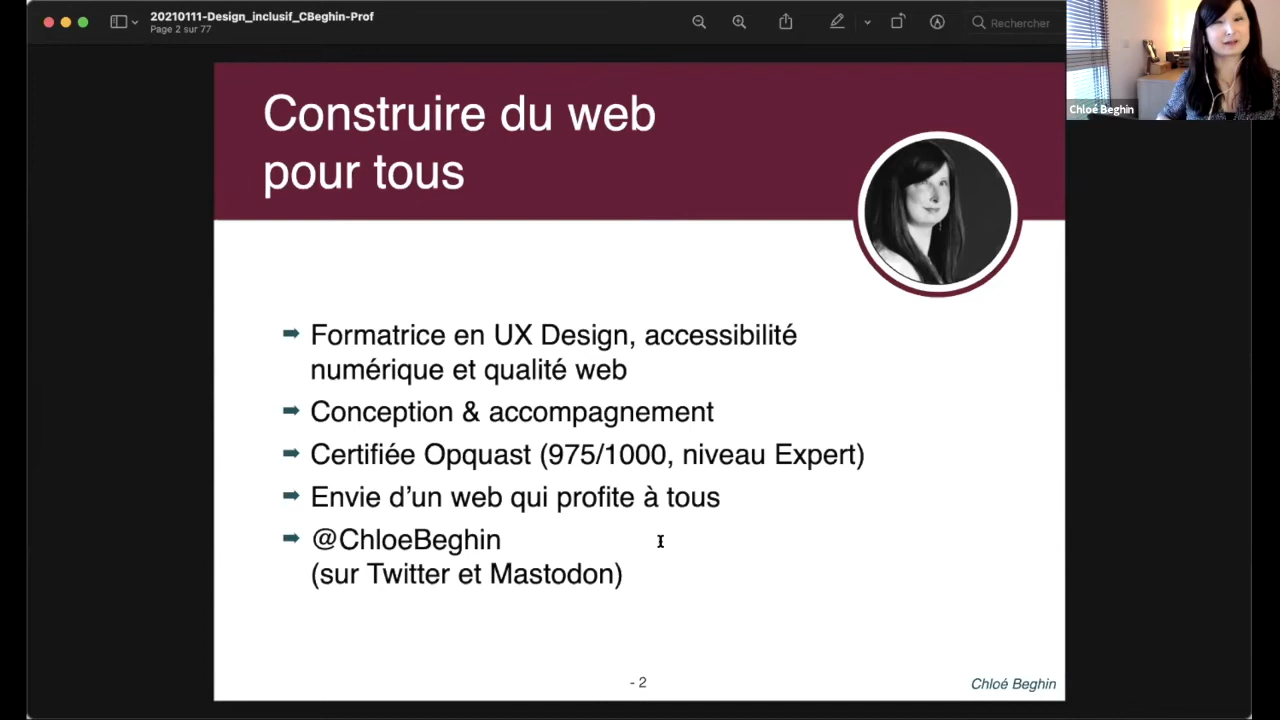 20210111-Design_inclusif_CBeghin-Prof
Page 2 sur 77
Rechercher
Chloé Beghin
Construire du web
pour tous
➡ Formatrice en UX Design, accessibilité
numérique et qualité web
➡ Conception & accompagnement
➡ Certifiée Opquast (975/1000, niveau Expert)
➡ Envie d’un web qui profite à tous
➡ @ChloeBeghin
(sur Twitter et Mastodon)
- 2
Chloé Beghin